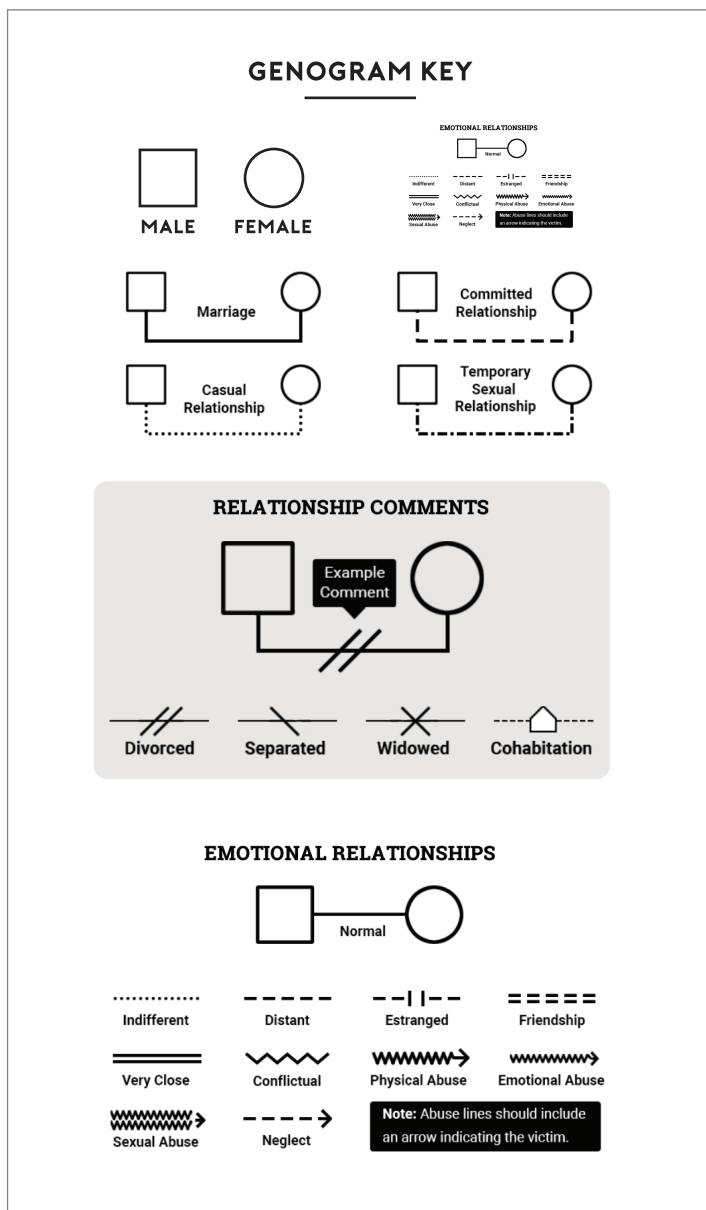 GENOGRAM KEY
MALE
FEMALE
EMOTIONAL RELATIONSHIPS
Normal
Indifferent
Distant
Estranged
Friendship
Very Close
Conflictual
Physical Abuse
Emotional Abuse
Sexual Abuse
Neglect
Note: Abuse lines should include
an arrow indicating the victim.
Marriage
Committed
Relationship
Casual
Relationship
Temporary
Sexual
Relationship
RELATIONSHIP COMMENTS
Example
Comment
Divorced
Separated
Widowed
Cohabitation
EMOTIONAL RELATIONSHIPS
Normal
Indifferent
Distant
Estranged
Friendship
Very Close
Conflictual
Physical Abuse
Emotional Abuse
Sexual Abuse
Neglect
Note: Abuse lines should include
an arrow indicating the victim.